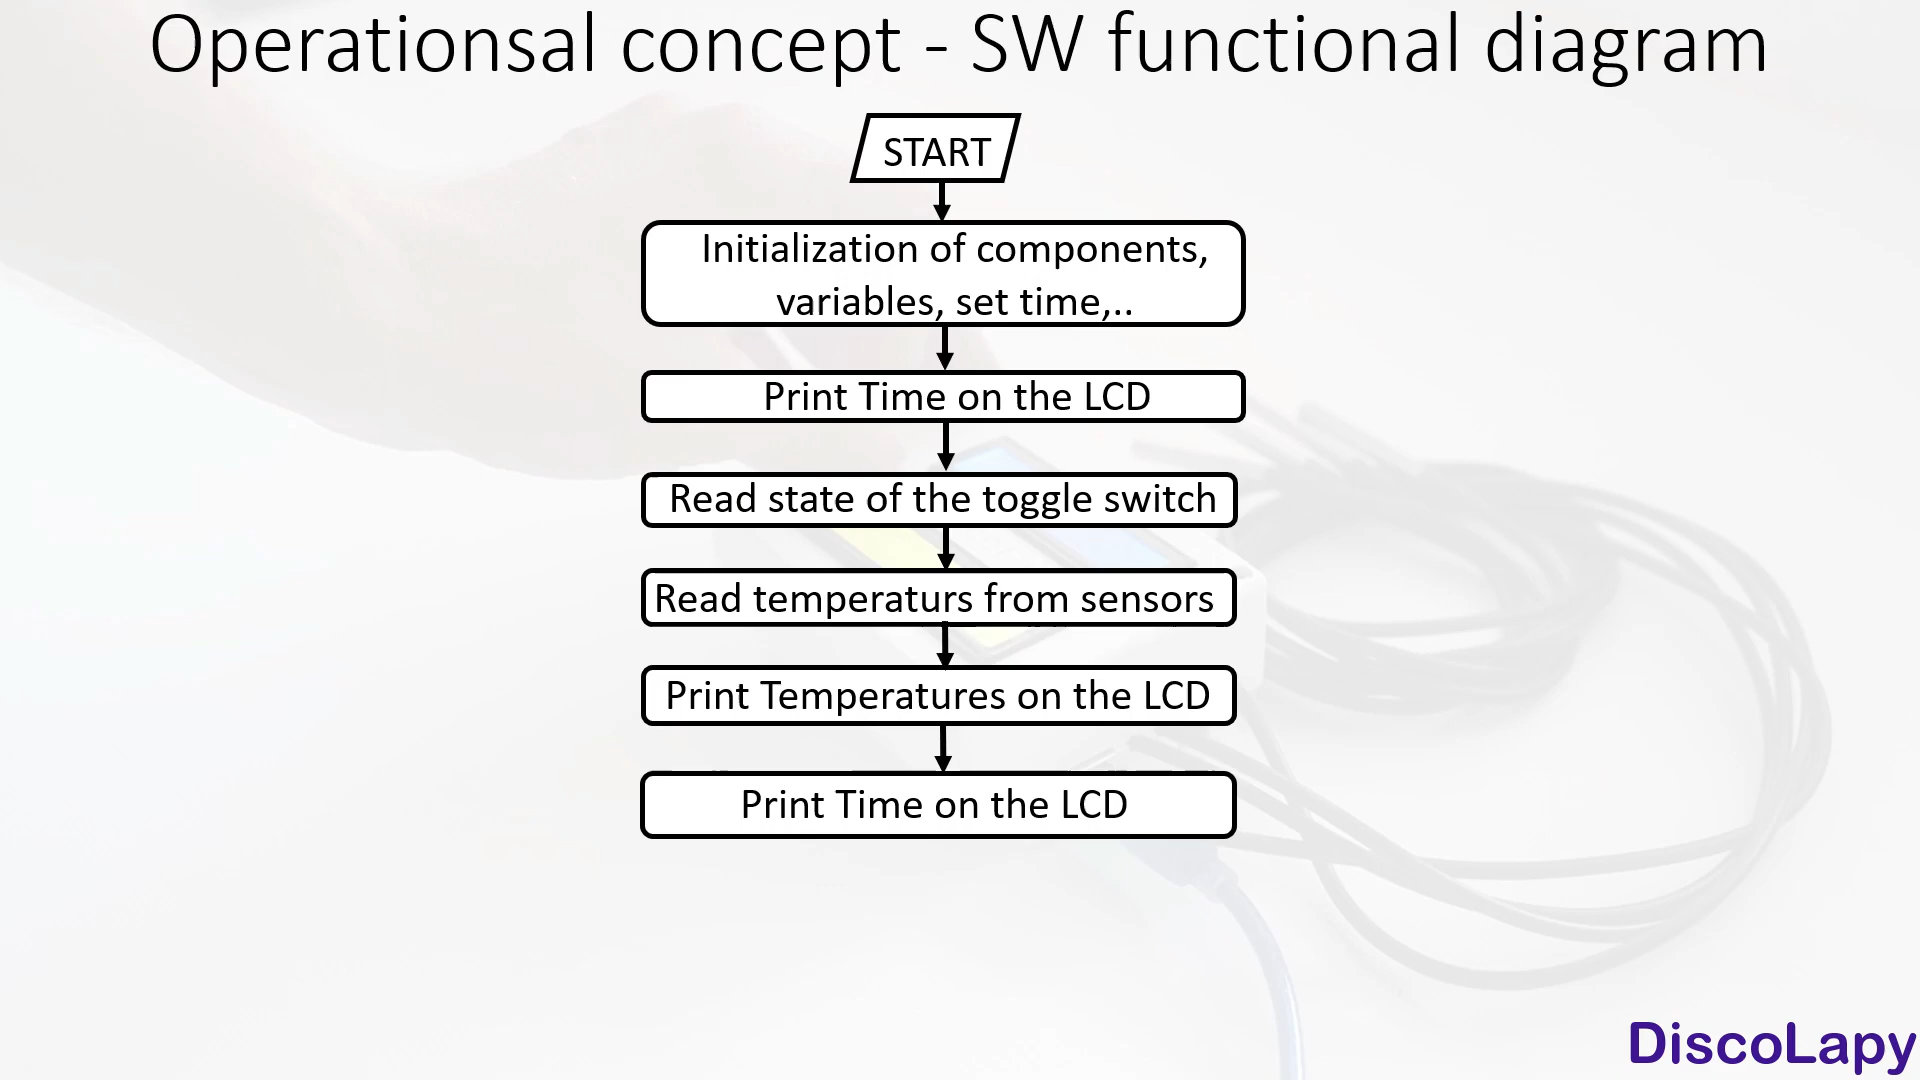 Operationsal concept - SW functional diagram
START
Initialization of components,
variables, set time,..
Print Time on the LCD
Read state of the toggle switch
Read temperaturs from sensors
Print Temperatures on the LCD
Print Time on the LCD
DiscoLapy